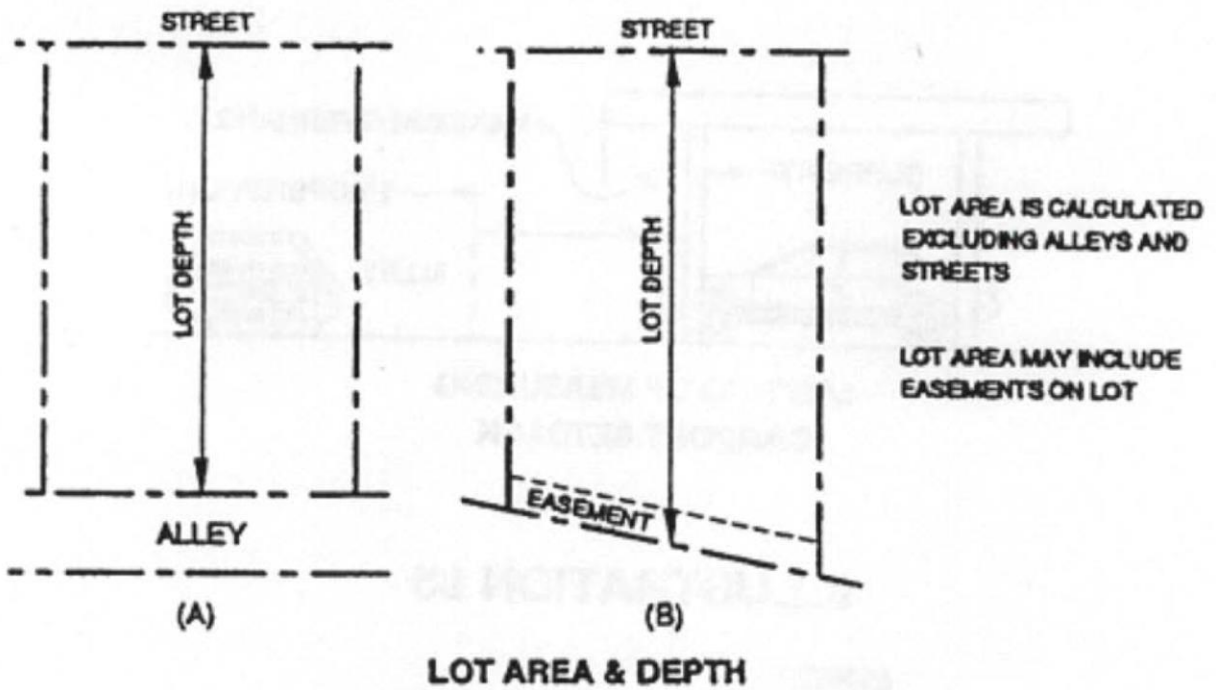 STREET
LOT DEPTH
ALLEY
(A)
STREET
LOT DEPTH
EASEMENT
(B)
LOT AREA IS CALCULATED
EXCLUDING ALLEYS AND
STREETS
LOT AREA MAY INCLUDE
EASEMENTS ON LOT
LOT AREA & DEPTH